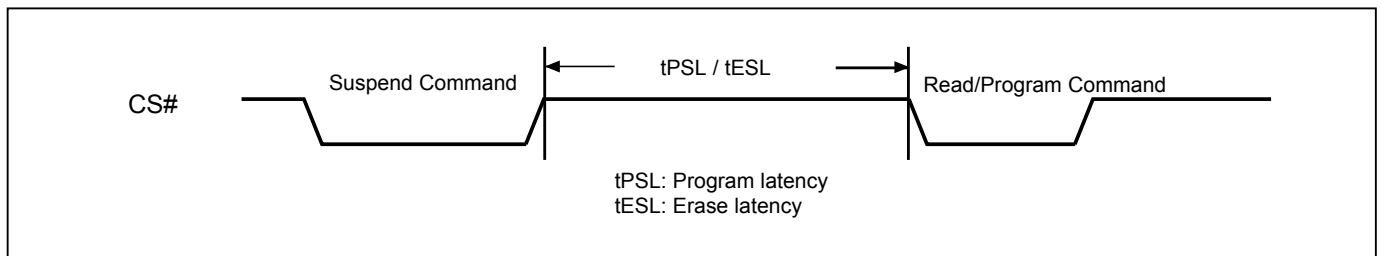 tPSL / tESL
Suspend Command
Read/Program Command
CS#
tPSL: Program latency
tESL: Erase latency